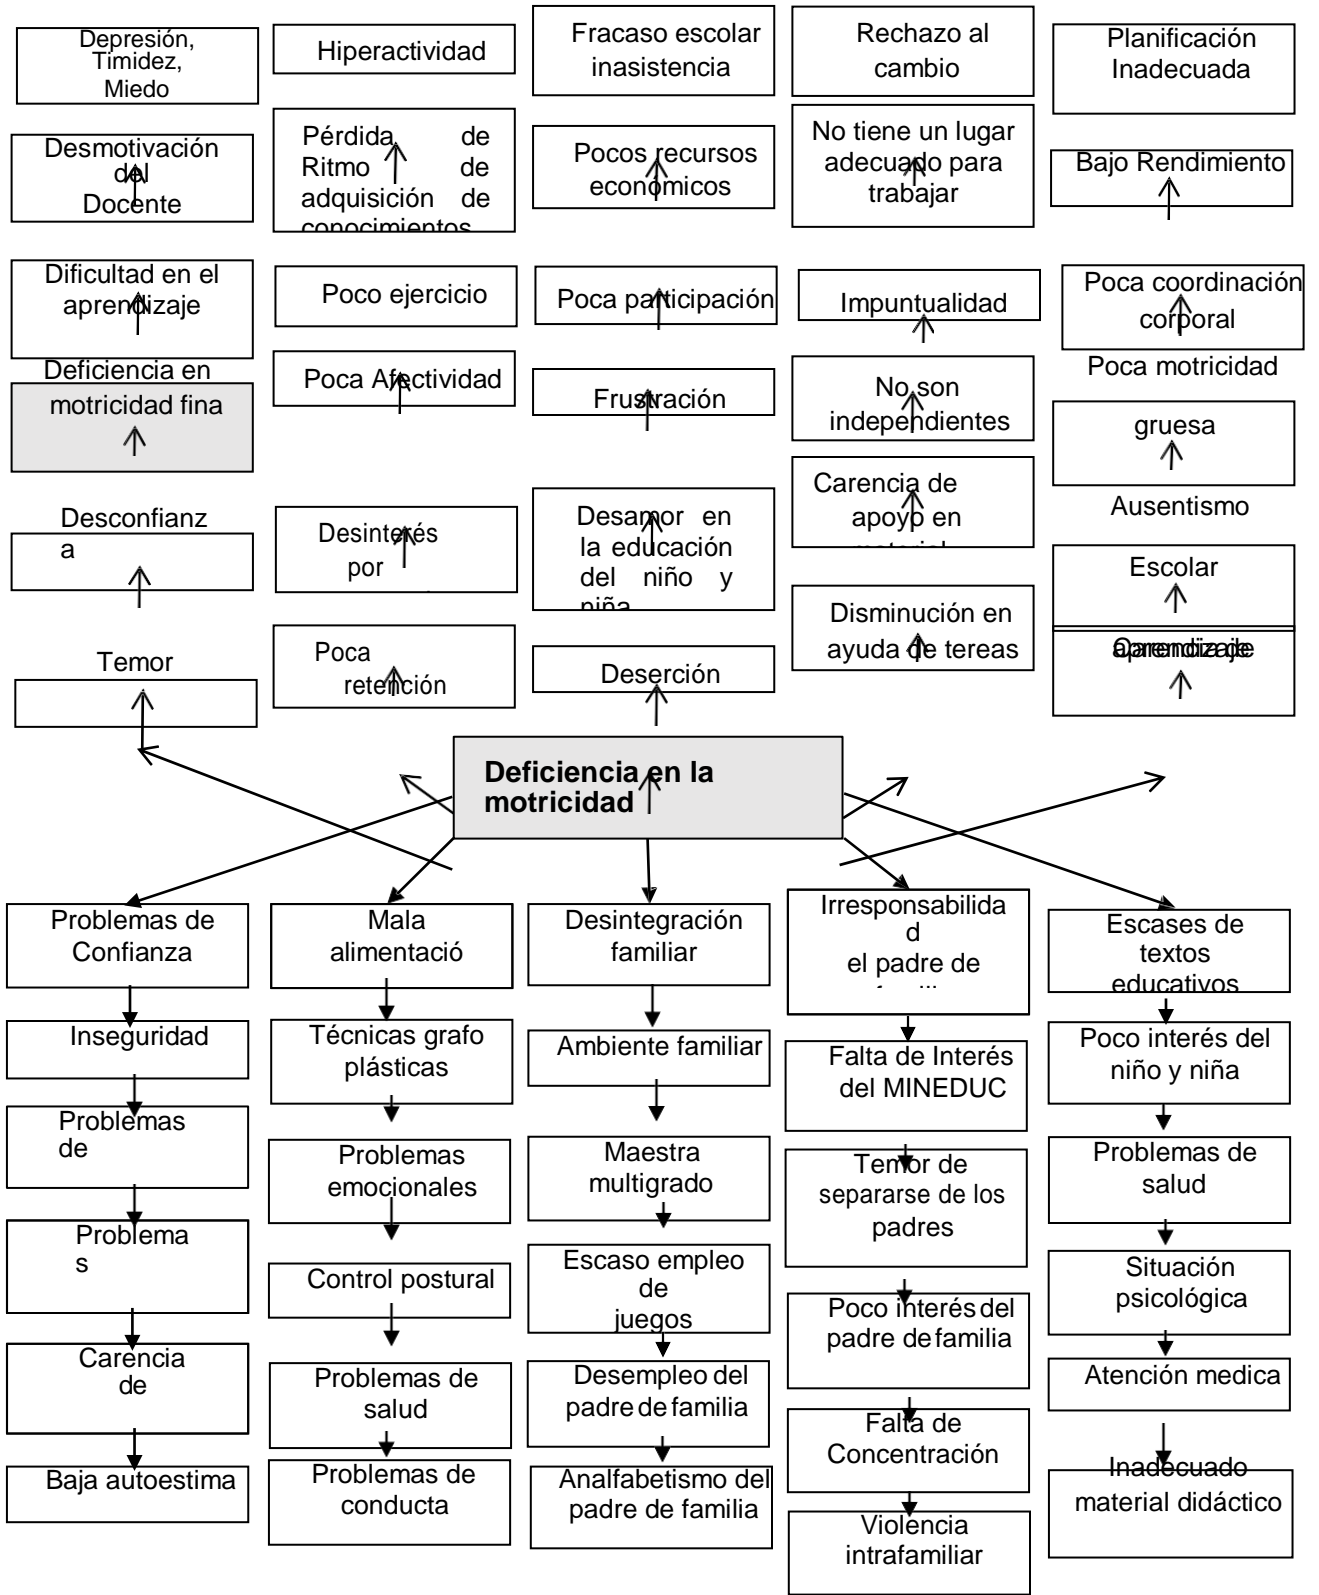 Depresión,
Timidez,
Miedo
Hiperactividad
Fracaso escolar
inasistencia
Rechazo al
cambio
Planificación
Inadecuada
Desmotivación
del
Docente
Pérdida de
Ritmo de
adquisición de
conocimientos
Pocos recursos
económicos
No tiene un lugar
adecuado para
trabajar
Bajo Rendimiento
Dificultad en el
aprendizaje
Poco ejercicio
Poca participación
Impuntualidad
Poca coordinación
corporal
Deficiencia en
motricidad fina
Poca Afectividad
Frustración
No son
independientes
Poca motricidad
gruesa
Desconfianz
a
Desinterés
por
Desamor en
la educación
del niño y
niña
Carencia de
apoyo en
material
Ausentismo
Escolar
Temor
Poca
retención
Deserción
Disminución en
ayuda de tereas
Carencia de
aprendizaje
Deficiencia en la
motricidad
Problemas de
Confianza
Mala
alimentació
Desintegración
familiar
Irresponsabilida
d
el padre de
Escases de
textos
educativos
Inseguridad
Técnicas grafo
plásticas
Ambiente familiar
Falta de Interés
del MINEDUC
Poco interés del
niño y niña
Problemas
de
Problemas
emocionales
Maestra
multigrado
Temor de
separarse de los
padres
Problemas de
salud
Problema
s
Control postural
Escaso empleo
de
juegos
Poco interés del
padre de familia
Situación
psicológica
Carencia
de
Problemas de
salud
Desempleo del
padre de familia
Falta de
Concentración
Atención medica
Baja autoestima
Problemas de
conducta
Analfabetismo del
padre de familia
Violencia
intrafamiliar
Inadecuado
material didáctico